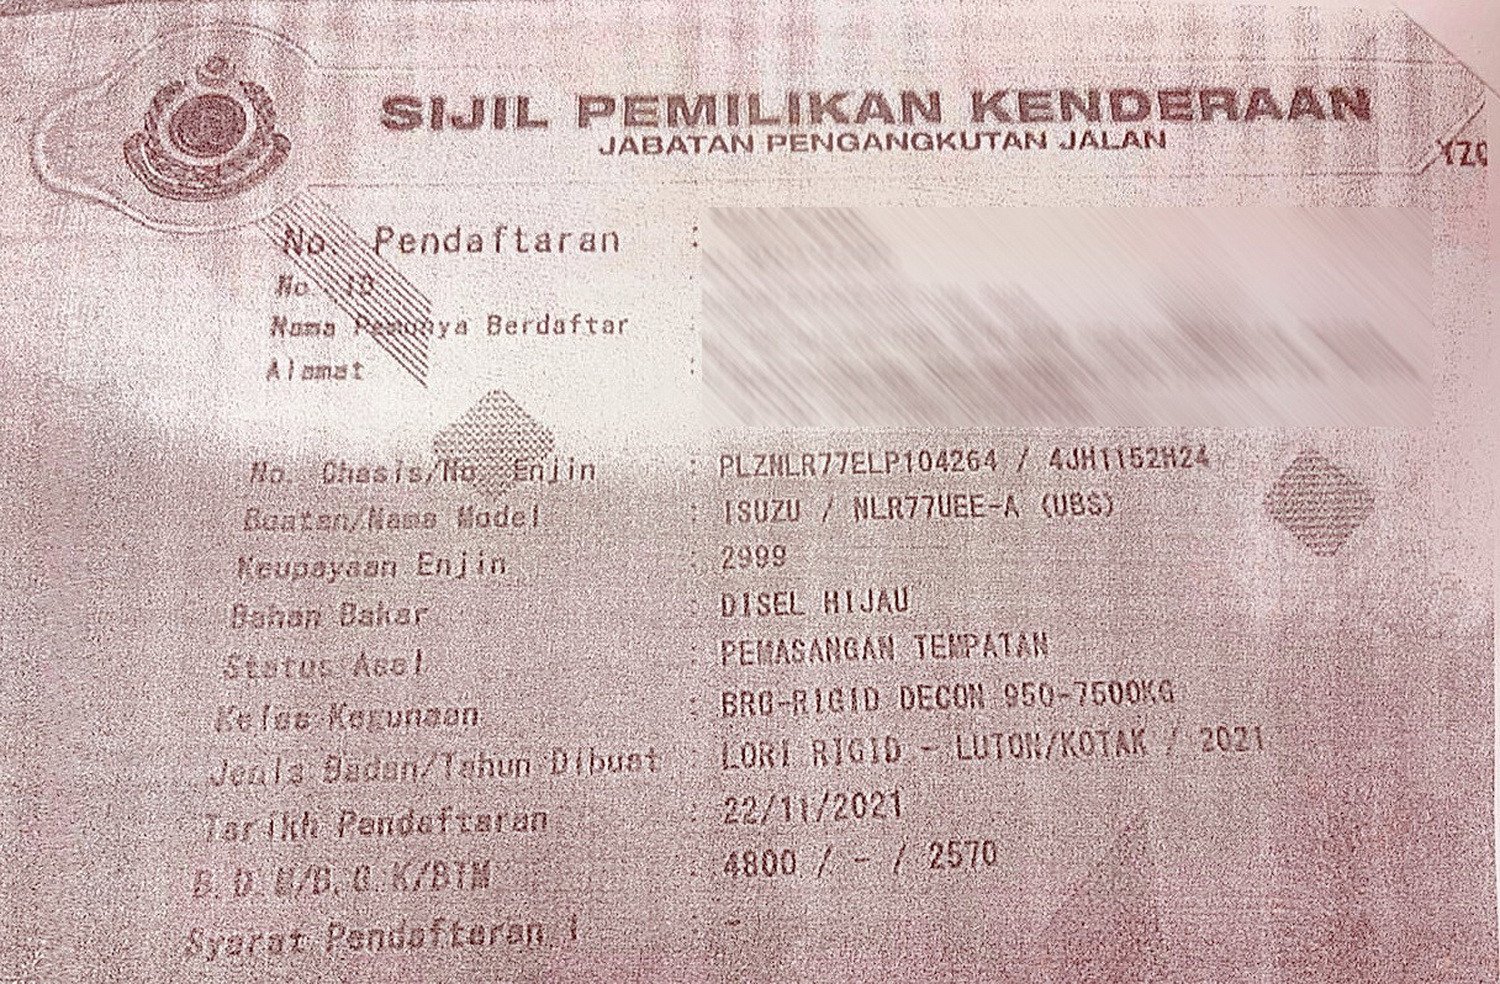 SIJIL PEMILIKAN KENDERAAN
JABATAN PENGANGKUTAN JALAN
No. Pendaftaran :
No. ID
Nama Pemunya Berdaftar :
Alamat :
No. Chasis/No. Enjin : PLZNLR77ELP104264 / 4JH1152H24
Buatan/Nama Model : ISUZU / NLR77UEE-A (UBS)
Keupayaan Enjin : 2999
Bahan Bakar : DISEL HIJAU
Status Asal : PEMASANGAN TEMPATAN
Kelas Kegunaan : BRG-RIGID DECON 950-7500KG
Jenis Badan/Tahun Dibuat : LORI RIGID - LUTON/KOTAK / 2021
Tarikh Pendaftaran : 22/11/2021
B.D.M/B.G.K/BTM : 4800 / - / 2570
Syarat Pendaftaran 1 : -